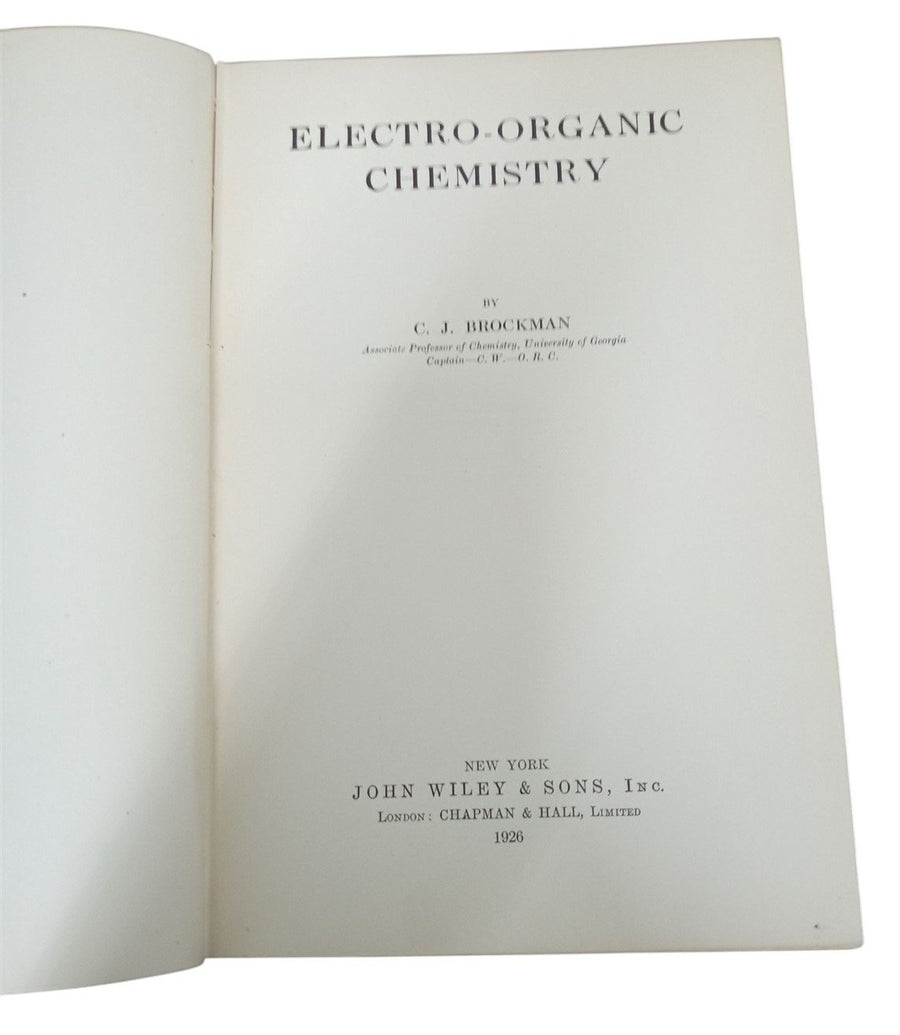 ELECTRO-ORGANIC
CHEMISTRY
BY
C. J. BROCKMAN
Associate Professor of Chemistry, University of Georgia
Captain—C. W.—O. R. C.
NEW YORK
JOHN WILEY & SONS, Inc.
London: CHAPMAN & HALL, Limited
1926